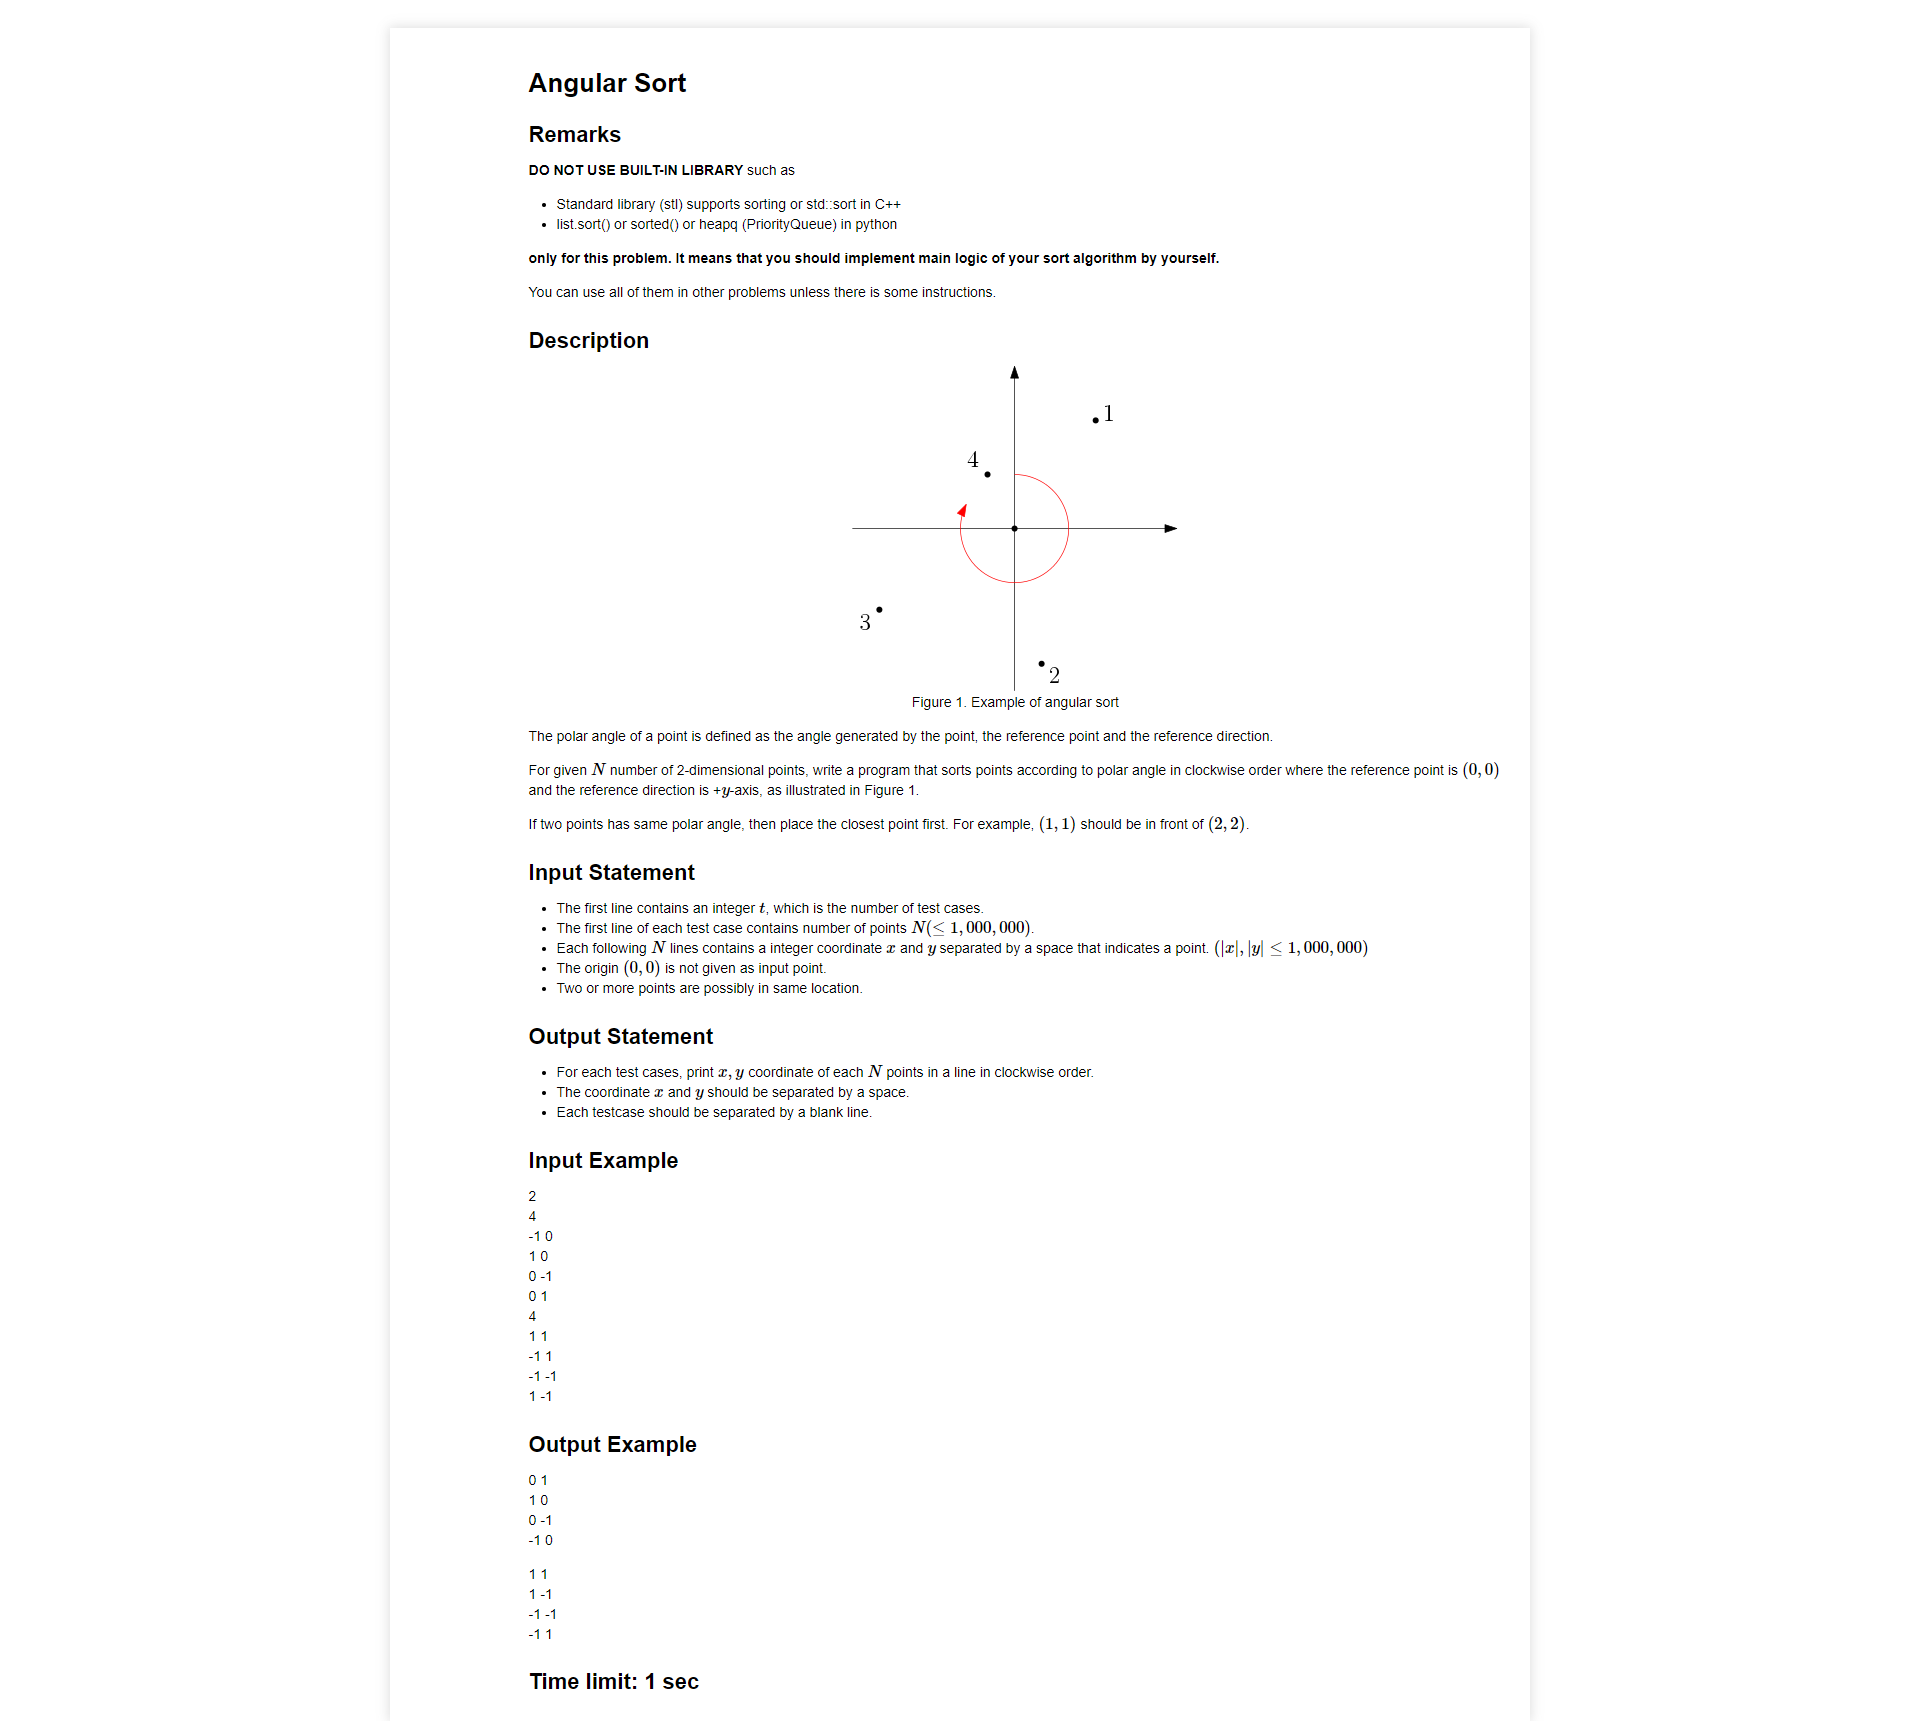 Angular Sort
Remarks
DO NOT USE BUILT-IN LIBRARY such as
• Standard library (stl) supports sorting or std::sort in C++
• list.sort() or sorted() or heapq (PriorityQueue) in python
only for this problem. It means that you should implement main logic of your sort algorithm by yourself.
You can use all of them in other problems unless there is some instructions.
Description
1
4
3
2
Figure 1. Example of angular sort
The polar angle of a point is defined as the angle generated by the point, the reference point and the reference direction.
For given N number of 2-dimensional points, write a program that sorts points according to polar angle in clockwise order where the reference point is (0, 0)
and the reference direction is +y-axis, as illustrated in Figure 1.
If two points has same polar angle, then place the closest point first. For example, (1, 1) should be in front of (2, 2).
Input Statement
• The first line contains an integer t, which is the number of test cases.
• The first line of each test case contains number of points N(≤ 1, 000, 000).
• Each following N lines contains a integer coordinate x and y separated by a space that indicates a point. (|x|, |y| ≤ 1, 000, 000)
• The origin (0, 0) is not given as input point.
• Two or more points are possibly in same location.
Output Statement
• For each test cases, print x, y coordinate of each N points in a line in clockwise order.
• The coordinate x and y should be separated by a space.
• Each testcase should be separated by a blank line.
Input Example
2
4
-1 0
1 0
0 -1
0 1
4
1 1
-1 1
-1 -1
1 -1
Output Example
0 1
1 0
0 -1
-1 0
1 1
1 -1
-1 -1
-1 1
Time limit: 1 sec